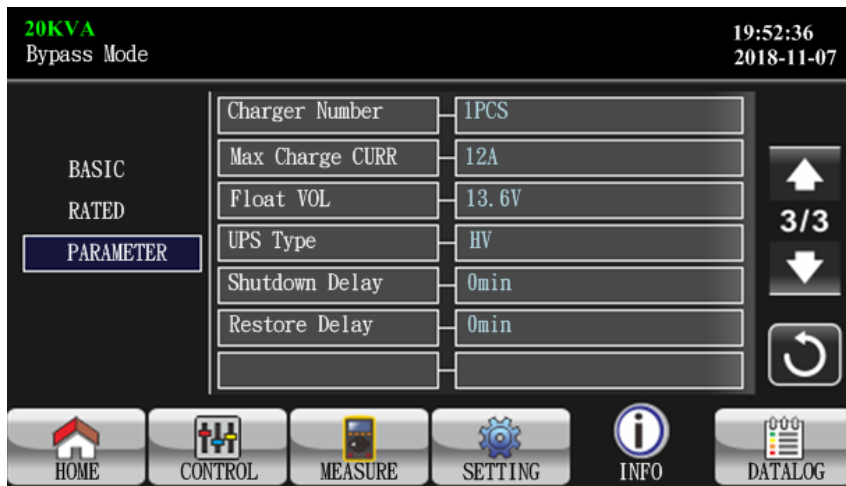 20KVA
Bypass Mode
19:52:36
2018-11-07
BASIC
RATED
PARAMETER
Charger Number 1PCS
Max Charge CURR 12A
Float VOL 13.6V
UPS Type HV
Shutdown Delay 0min
Restore Delay 0min
3/3
HOME CONTROL MEASURE SETTING INFO DATALOG